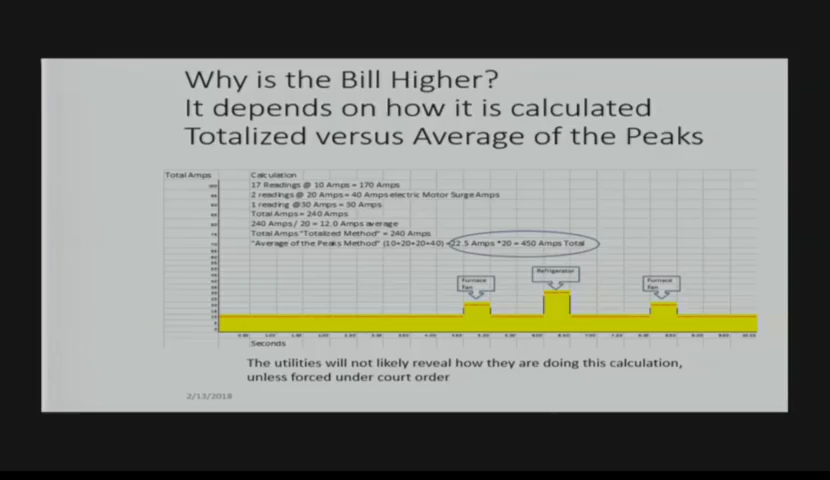 Why is the Bill Higher?
It depends on how it is calculated
Totalized versus Average of the Peaks
Total Amps
Calculation
17 Readings @ 10 Amps = 170 Amps
2 readings @ 20 Amps = 40 Amps electric Motor Surge Amps
1 reading @30 Amps = 30 Amps
Total Amps = 240 Amps
240 Amps / 20 = 12.0 Amps average
Total Amps "Totalized Method" = 240 Amps
"Average of the Peaks Method" (10+20+20+40) =22.5 Amps *20 = 450 Amps Total
Furnace Fan
Refrigerator
Furnace Fan
Seconds
The utilities will not likely reveal how they are doing this calculation,
unless forced under court order
2/13/2018